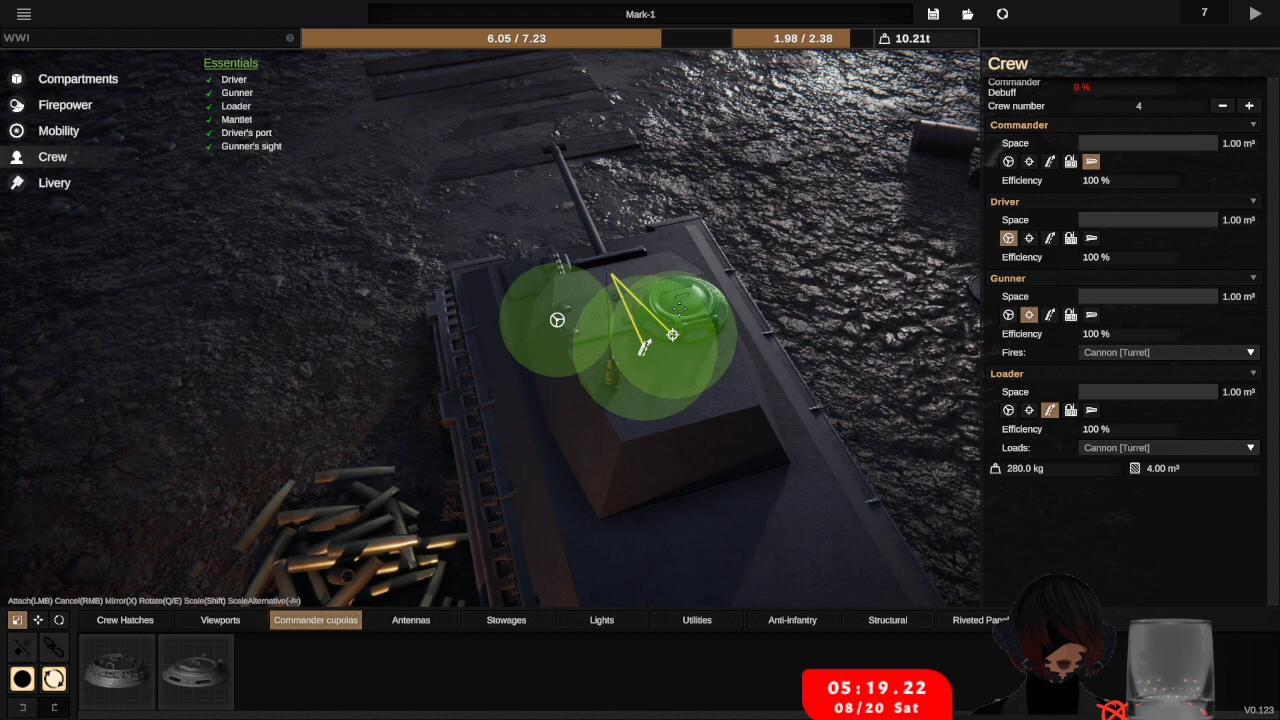 Mark-1
7
WWI
6.05 / 7.23
1.98 / 2.38
10.21t
Compartments
Firepower
Mobility
Crew
Livery
Essentials
✓ Driver
✓ Gunner
✓ Loader
✓ Mantlet
✓ Driver's port
✓ Gunner's sight
Crew
Commander
Debuff
0 %
Crew number
4
Commander
Space
1.00 m³
Efficiency
100 %
Driver
Space
1.00 m³
Efficiency
100 %
Gunner
Space
1.00 m³
Efficiency
100 %
Fires:
Cannon [Turret]
Loader
Space
1.00 m³
Efficiency
100 %
Loads:
Cannon [Turret]
280.0 kg
4.00 m³
Attach(LMB) Cancel(RMB) Mirror(X) Rotate(Q/E) Scale(Shift) ScaleAlternative(-/=)
Crew Hatches
Viewports
Commander cupolas
Antennas
Stowages
Lights
Utilities
Anti-infantry
Structural
Riveted Pane
05:19.22
08/20 Sat
V0.123